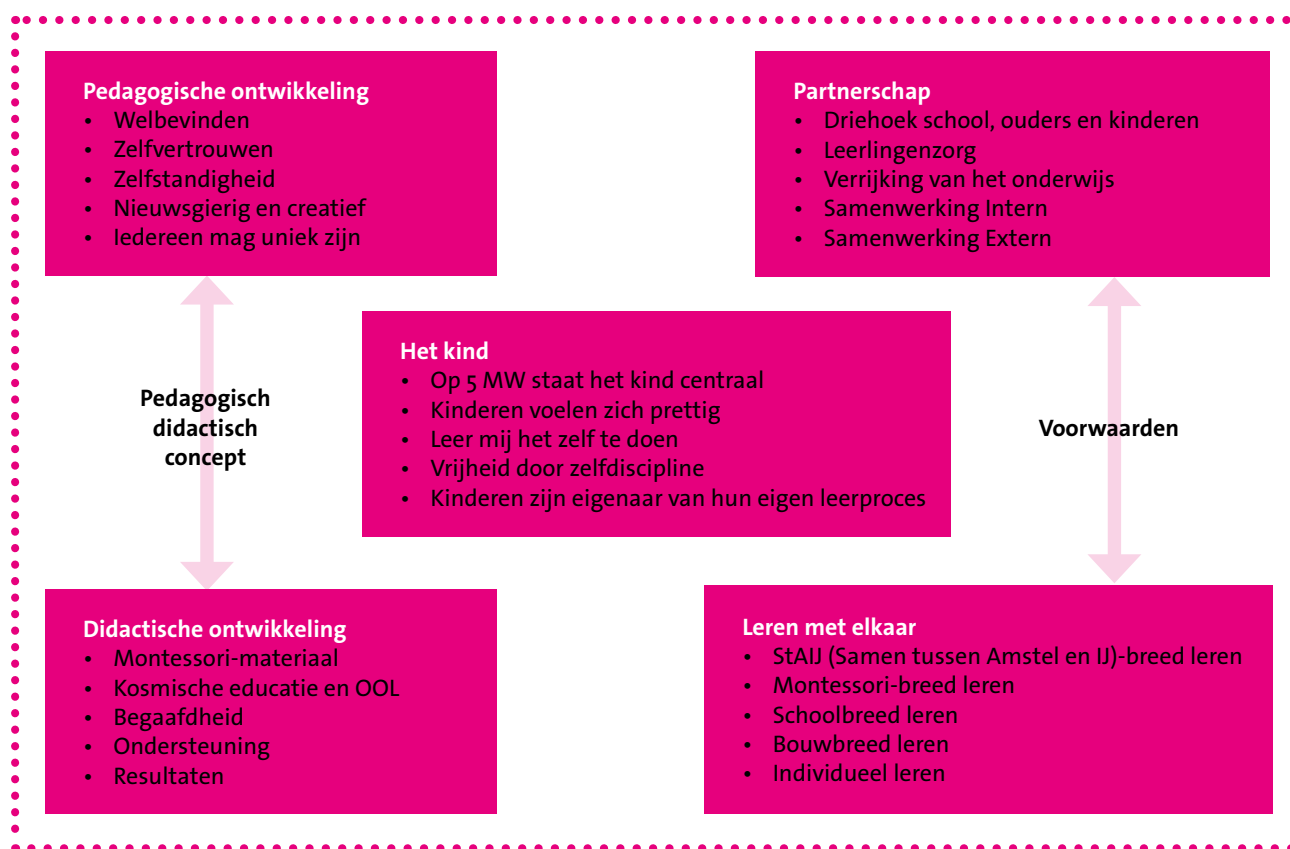 Pedagogische ontwikkeling
• Welbevinden
• Zelfvertrouwen
• Zelfstandigheid
• Nieuwsgierig en creatief
• Iedereen mag uniek zijn
Partnerschap
• Driehoek school, ouders en kinderen
• Leerlingenzorg
• Verrijking van het onderwijs
• Samenwerking Intern
• Samenwerking Extern
Pedagogisch
didactisch
concept
Het kind
• Op 5 MW staat het kind centraal
• Kinderen voelen zich prettig
• Leer mij het zelf te doen
• Vrijheid door zelfdiscipline
• Kinderen zijn eigenaar van hun eigen leerproces
Voorwaarden
Didactische ontwikkeling
• Montessori-materiaal
• Kosmische educatie en OOL
• Begaafdheid
• Ondersteuning
• Resultaten
Leren met elkaar
• StAIJ (Samen tussen Amstel en IJ)-breed leren
• Montessori-breed leren
• Schoolbreed leren
• Bouwbreed leren
• Individueel leren